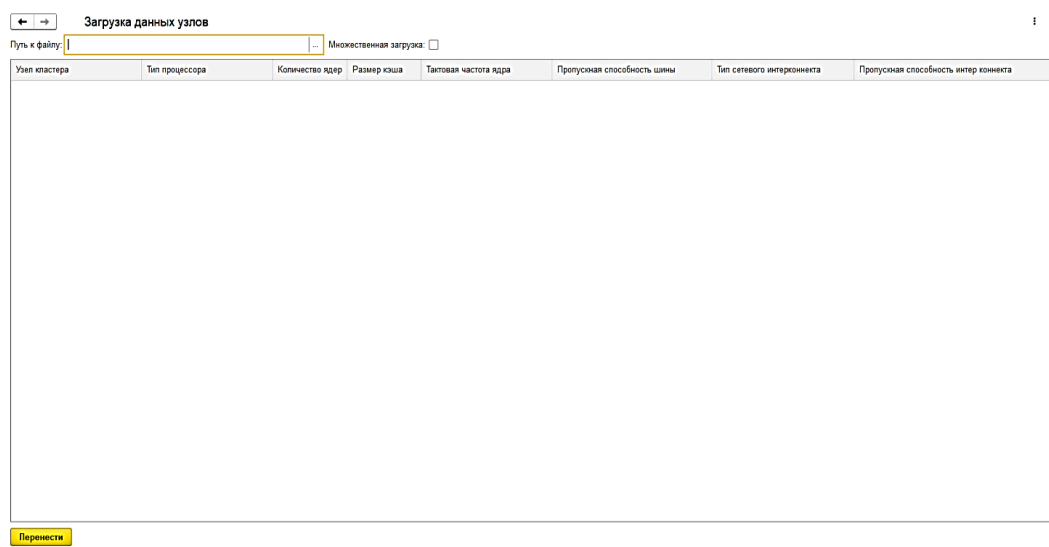 Загрузка данных узлов
Путь к файлу: ... Множественная загрузка:
Узел кластера Тип процессора Количество ядер Размер кэша Тактовая частота ядра Пропускная способность шины Тип сетевого интерконнекта Пропускная способность интер коннекта
Перенести